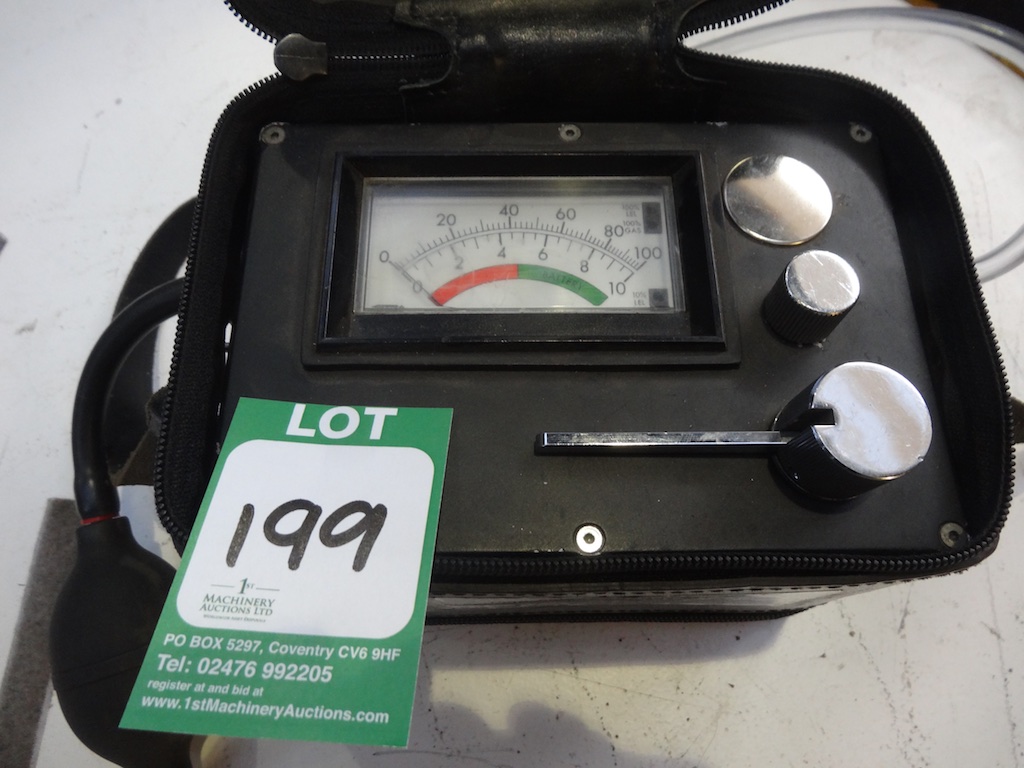 20 40 60 80 100
0
100% LEL
100% GAS
0 2 4 6 8 10
10% LEL
LOT
199
1ST
MACHINERY
AUCTIONS LTD
PO BOX 5297, Coventry CV6 9HF
Tel: 02476 992205
register at and bid at
www.1stMachineryAuctions.com